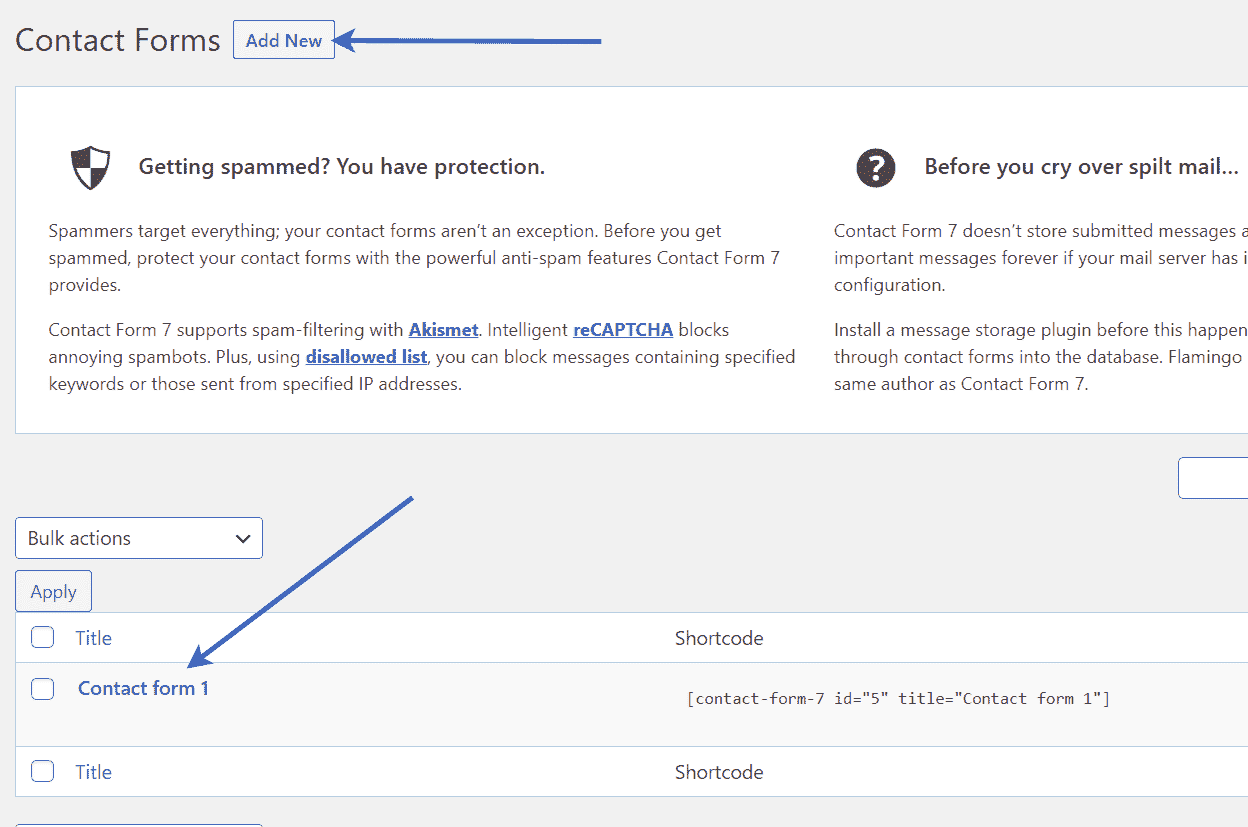 Contact Forms Add New
Getting spammed? You have protection.
Spammers target everything; your contact forms aren’t an exception. Before you get
spammed, protect your contact forms with the powerful anti-spam features Contact Form 7
provides.
Contact Form 7 supports spam-filtering with Akismet. Intelligent reCAPTCHA blocks
annoying spambots. Plus, using disallowed list, you can block messages containing specified
keywords or those sent from specified IP addresses.
Before you cry over spilt mail…
Contact Form 7 doesn’t store submitted messages
important messages forever if your mail server has
configuration.
Install a message storage plugin before this happen
through contact forms into the database. Flamingo
same author as Contact Form 7.
Bulk actions
Apply
Title Shortcode
Contact form 1 [contact-form-7 id="5" title="Contact form 1"]
Title Shortcode